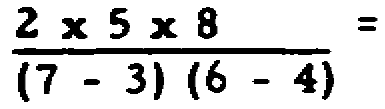 2 x 5 x 8 =
(7 - 3) (6 - 4)